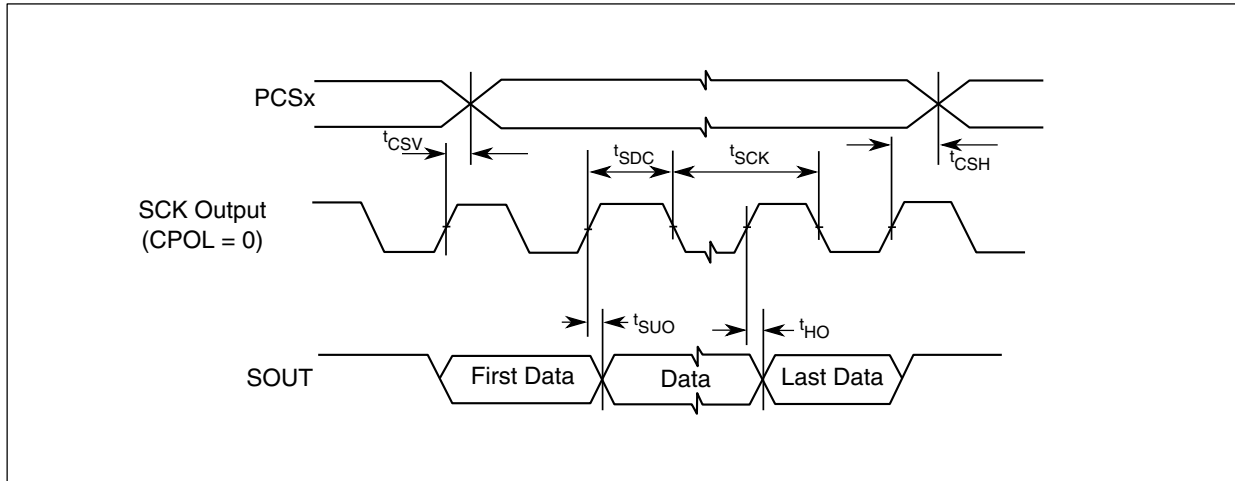 PCSx
tCSV
tSDC
tSCK
tCSH
SCK Output
(CPOL = 0)
tSUO
tHO
SOUT
First Data
Data
Last Data